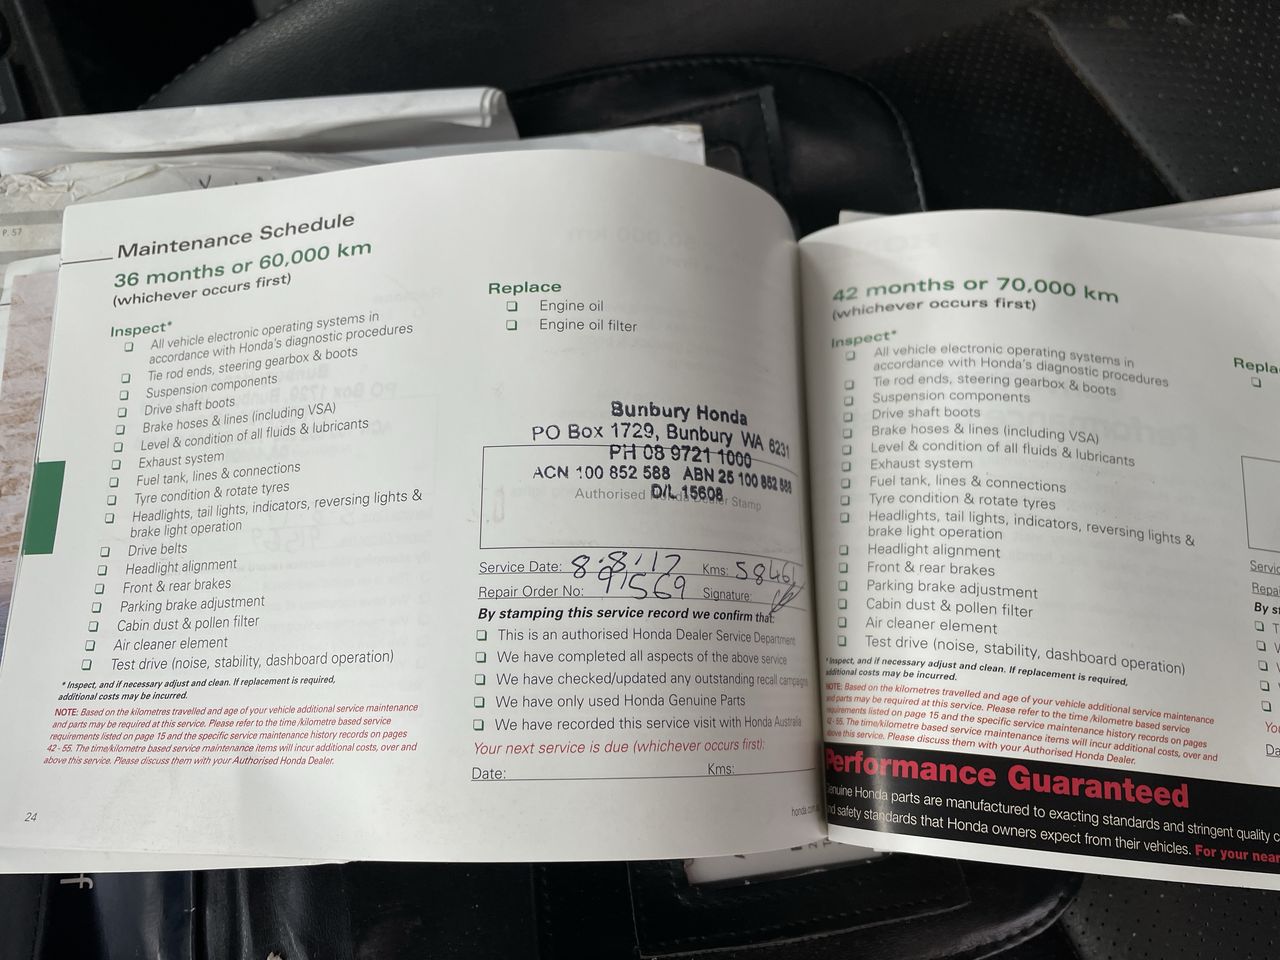 P. 57
Maintenance Schedule
36 months or 60,000 km
(whichever occurs first)
Inspect*
❏ All vehicle electronic operating systems in
accordance with Honda's diagnostic procedures
❏ Tie rod ends, steering gearbox & boots
❏ Suspension components
❏ Drive shaft boots
❏ Brake hoses & lines (including VSA)
❏ Level & condition of all fluids & lubricants
❏ Exhaust system
❏ Fuel tank, lines & connections
❏ Tyre condition & rotate tyres
❏ Headlights, tail lights, indicators, reversing lights &
brake light operation
❏ Drive belts
❏ Headlight alignment
❏ Front & rear brakes
❏ Parking brake adjustment
❏ Cabin dust & pollen filter
❏ Air cleaner element
❏ Test drive (noise, stability, dashboard operation)
* Inspect, and if necessary adjust and clean. If replacement is required,
additional costs may be incurred.
NOTE: Based on the kilometres travelled and age of your vehicle additional service maintenance
and parts may be required at this service. Please refer to the time /kilometre based service
requirements listed on page 15 and the specific service maintenance history records on pages
42 - 55. The time/kilometre based service maintenance items will incur additional costs, over and
above this service. Please discuss them with your Authorised Honda Dealer.
24
Replace
❏ Engine oil
❏ Engine oil filter
Bunbury Honda
PO Box 1729, Bunbury WA 6231
PH 08 9721 1000
ACN 100 852 588 ABN 25 100 852 588
D/L 15608
Authorised Honda Dealer Stamp
Service Date: 8.8.17 Kms: 58461
Repair Order No: 91569 Signature:
By stamping this service record we confirm that:
❏ This is an authorised Honda Dealer Service Department
❏ We have completed all aspects of the above service
❏ We have checked/updated any outstanding recall campaigns
❏ We have only used Honda Genuine Parts
❏ We have recorded this service visit with Honda Australia
Your next service is due (whichever occurs first):
Date: Kms:
honda.com.a
42 months or 70,000 km
(whichever occurs first)
Inspect*
❏ All vehicle electronic operating systems in
accordance with Honda's diagnostic procedures
❏ Tie rod ends, steering gearbox & boots
❏ Suspension components
❏ Drive shaft boots
❏ Brake hoses & lines (including VSA)
❏ Level & condition of all fluids & lubricants
❏ Exhaust system
❏ Fuel tank, lines & connections
❏ Tyre condition & rotate tyres
❏ Headlights, tail lights, indicators, reversing lights &
brake light operation
❏ Headlight alignment
❏ Front & rear brakes
❏ Parking brake adjustment
❏ Cabin dust & pollen filter
❏ Air cleaner element
❏ Test drive (noise, stability, dashboard operation)
* Inspect, and if necessary adjust and clean. If replacement is required,
additional costs may be incurred.
NOTE: Based on the kilometres travelled and age of your vehicle additional service maintenance
and parts may be required at this service. Please refer to the time /kilometre based service
requirements listed on page 15 and the specific service maintenance history records on pages
42 - 55. The time/kilometre based service maintenance items will incur additional costs, over and
above this service. Please discuss them with your Authorised Honda Dealer.
Performance Guaranteed
Genuine Honda parts are manufactured to exacting standards and stringent quality c
and safety standards that Honda owners expect from their vehicles. For your near
Repla
Servic
Repai
By st
❏ T
❏ W
❏
❏
Yo
Da